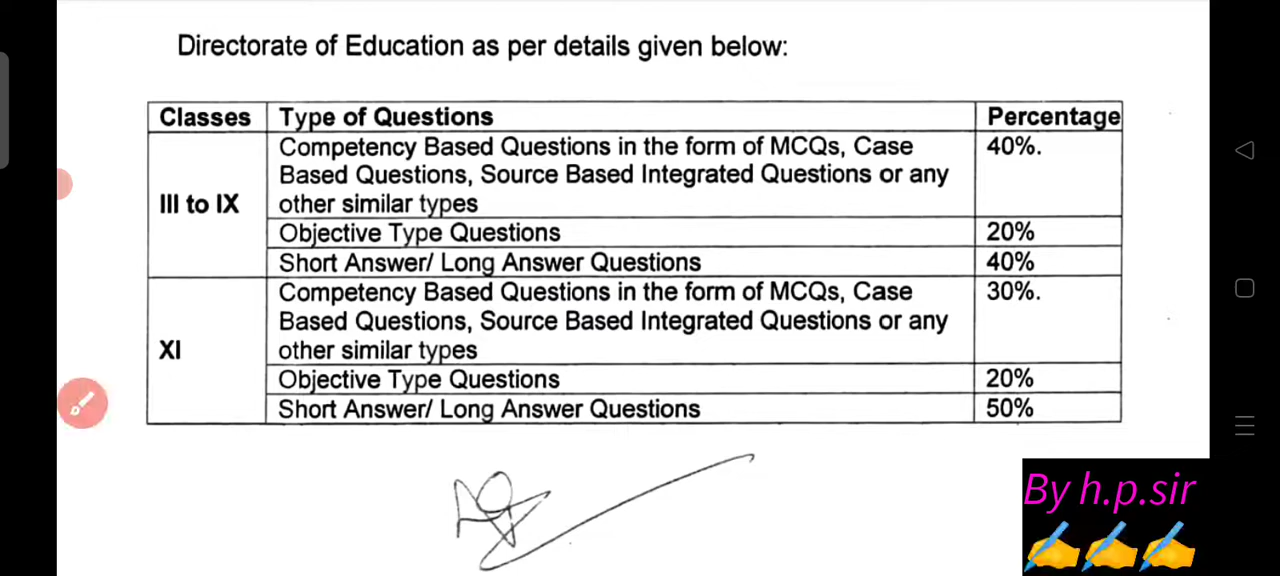 Directorate of Education as per details given below:
Classes Type of Questions Percentage
III to IX
Competency Based Questions in the form of MCQs, Case 40%.
Based Questions, Source Based Integrated Questions or any
other similar types
Objective Type Questions 20%
Short Answer/ Long Answer Questions 40%
XI
Competency Based Questions in the form of MCQs, Case 30%.
Based Questions, Source Based Integrated Questions or any
other similar types
Objective Type Questions 20%
Short Answer/ Long Answer Questions 50%
By h.p.sir